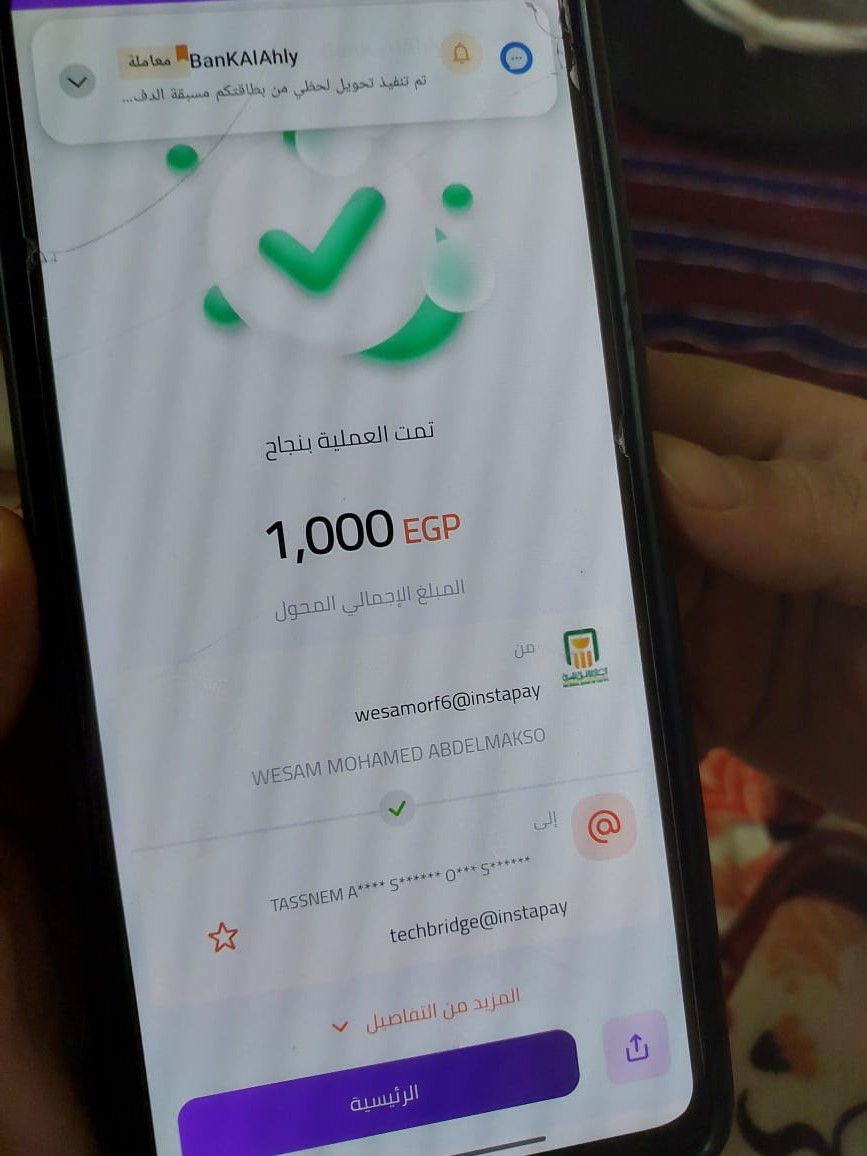 BanKAlAhly معاملة
تم تنفيذ تحويل لحظي من بطاقتكم مسبقة الدف...
تمت العملية بنجاح
1,000 EGP
المبلغ الإجمالي المحول
من
wesamorf6@instapay
WESAM MOHAMED ABDELMAKSO
إلى
TASSNEM A**** S****** O*** S******
techbridge@instapay
المزيد من التفاصيل
الرئيسية